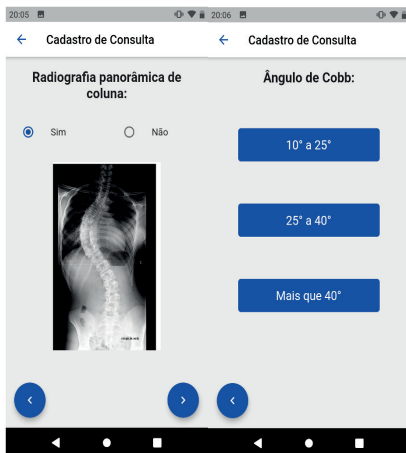 20:05
Cadastro de Consulta
Radiografia panorâmica de
coluna:
Sim
Não
20:06
Cadastro de Consulta
Ângulo de Cobb:
10° a 25°
25° a 40°
Mais que 40°